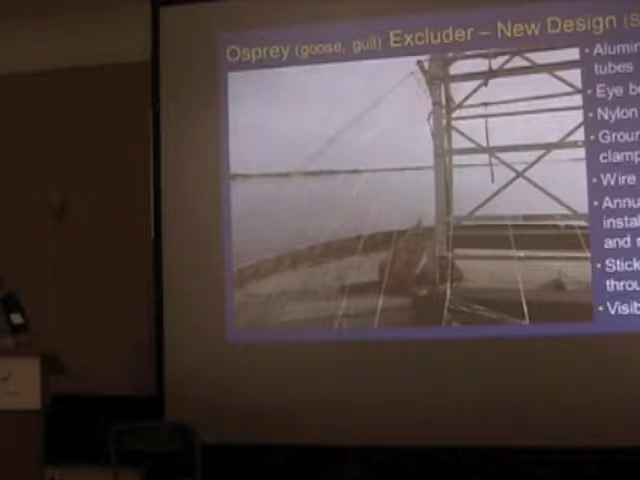 Osprey (goose, gull) Excluder – New Design (S
• Alumin
tubes
• Eye bo
• Nylon
• Groun
clamp
• Wire
• Annu
instal
and r
• Stick
throu
• Visib